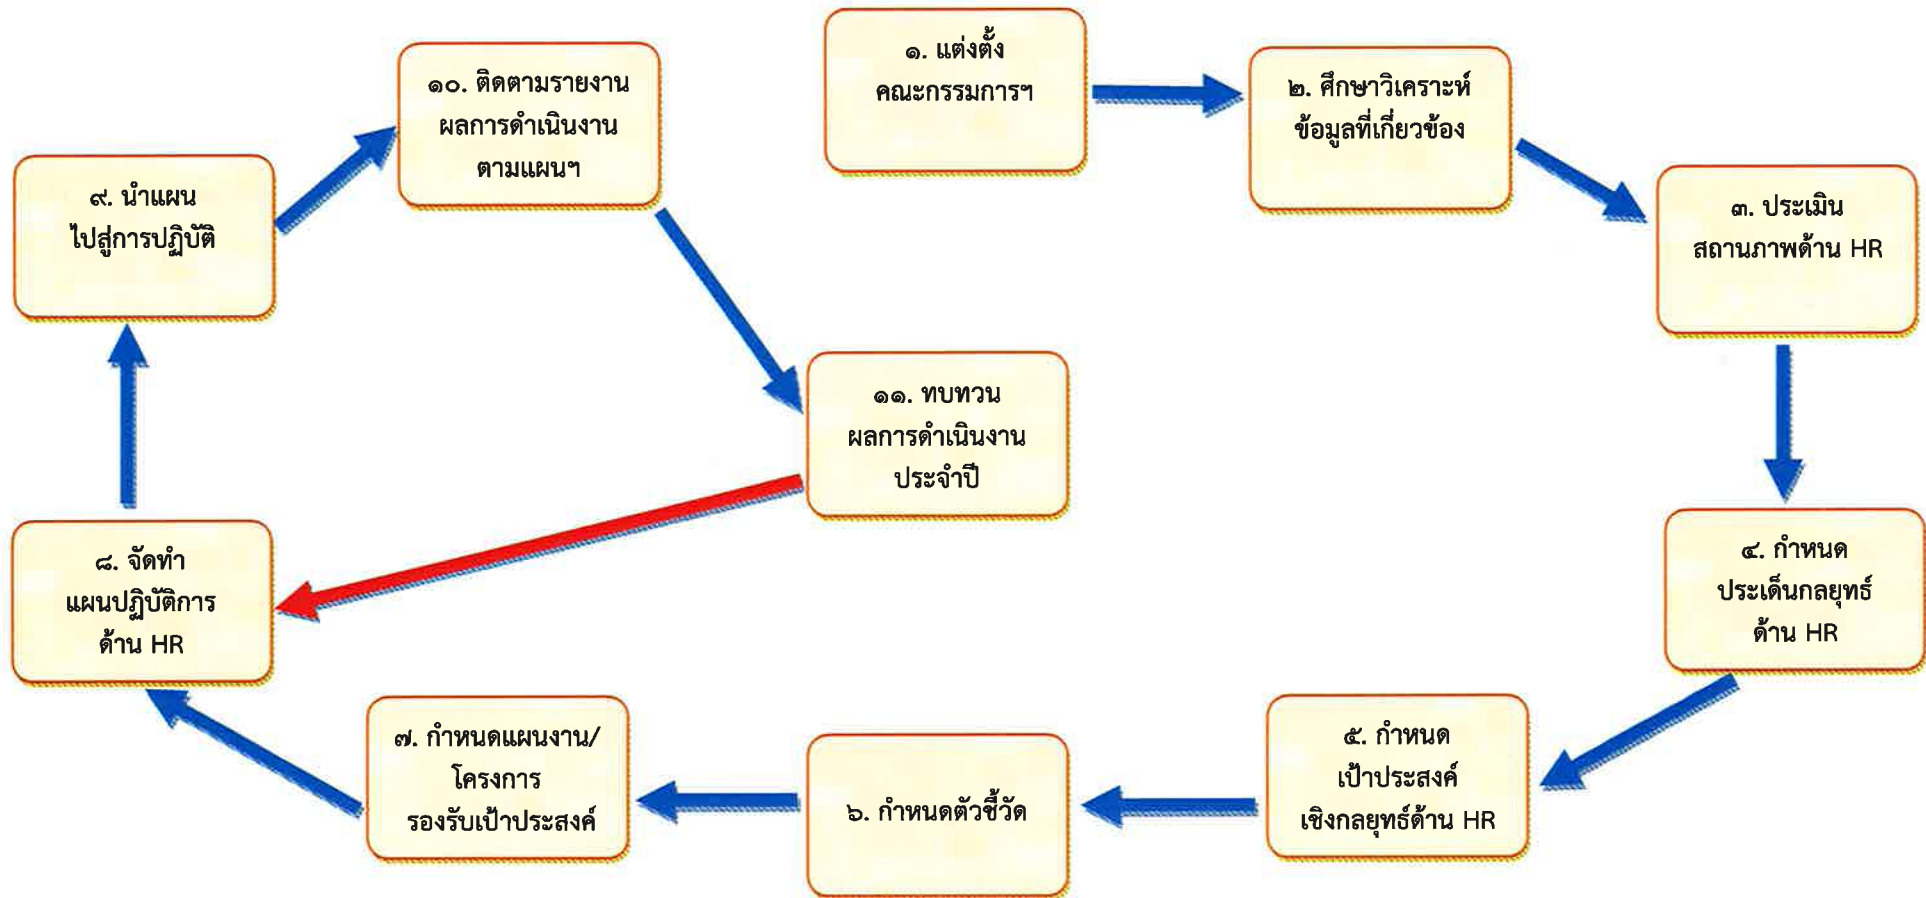 ๑. แต่งตั้ง
คณะกรรมการฯ
๒. ศึกษาวิเคราะห์
ข้อมูลที่เกี่ยวข้อง
๓. ประเมิน
สถานภาพด้าน HR
๔. กำหนด
ประเด็นกลยุทธ์
ด้าน HR
๕. กำหนด
เป้าประสงค์
เชิงกลยุทธ์ด้าน HR
๖. กำหนดตัวชี้วัด
๗. กำหนดแผนงาน/
โครงการ
รองรับเป้าประสงค์
๘. จัดทำ
แผนปฏิบัติการ
ด้าน HR
๙. นำแผน
ไปสู่การปฏิบัติ
๑๐. ติดตามรายงาน
ผลการดำเนินงาน
ตามแผนฯ
๑๑. ทบทวน
ผลการดำเนินงาน
ประจำปี